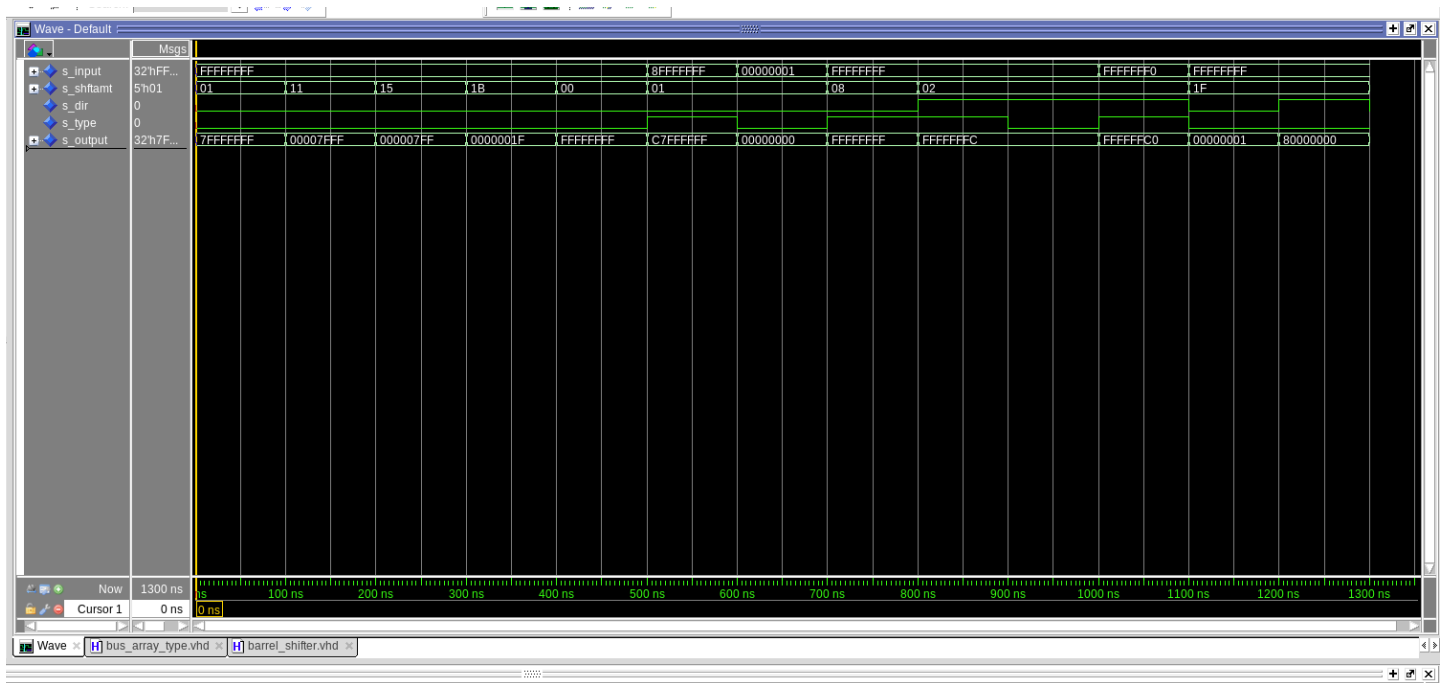 Wave - Default
Msgs
s_input 32'hFF... FFFFFFFF 8FFFFFFF 00000001 FFFFFFFF FFFFFFF0 FFFFFFFF
s_shftamt 5'h01 01 11 15 1B 00 01 08 02 1F
s_dir 0
s_type 0
s_output 32'h7F... 7FFFFFFF 00007FFF 000007FF 0000001F FFFFFFFF C7FFFFFF 00000000 FFFFFFFF FFFFFFFC FFFFFFC0 00000001 80000000
Now 1300 ns ns 100 ns 200 ns 300 ns 400 ns 500 ns 600 ns 700 ns 800 ns 900 ns 1000 ns 1100 ns 1200 ns 1300 ns
Cursor 1 0 ns 0 ns
Wave bus_array_type.vhd barrel_shifter.vhd